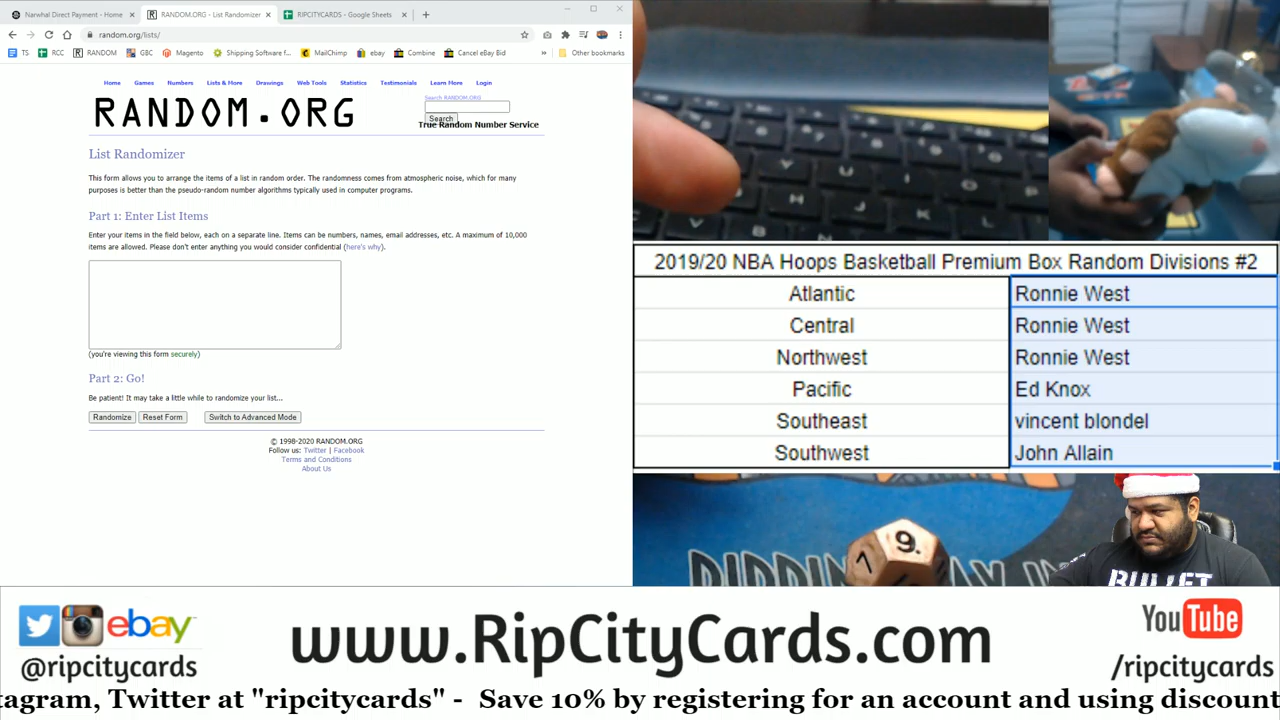 Narwhal Direct Payment - Home
RANDOM.ORG - List Randomizer
RIPCITYCARDS - Google Sheets
random.org/lists/
TS RCC RANDOM GBC Magento Shipping Software f... MailChimp ebay Combine Cancel eBay Bid » Other bookmarks
Home Games Numbers Lists & More Drawings Web Tools Statistics Testimonials Learn More Login
RANDOM.ORG
Search RANDOM.ORG
Search
True Random Number Service
List Randomizer
This form allows you to arrange the items of a list in random order. The randomness comes from atmospheric noise, which for many
purposes is better than the pseudo-random number algorithms typically used in computer programs.
Part 1: Enter List Items
Enter your items in the field below, each on a separate line. Items can be numbers, names, email addresses, etc. A maximum of 10,000
items are allowed. Please don't enter anything you would consider confidential (here's why).
(you're viewing this form securely)
Part 2: Go!
Be patient! It may take a little while to randomize your list...
Randomize Reset Form Switch to Advanced Mode
© 1998-2020 RANDOM.ORG
Follow us: Twitter | Facebook
Terms and Conditions
About Us
2019/20 NBA Hoops Basketball Premium Box Random Divisions #2
Atlantic Ronnie West
Central Ronnie West
Northwest Ronnie West
Pacific Ed Knox
Southeast vincent blondel
Southwest John Allain
9.
7
BULLET
ebay
@ripcitycards
www.RipCityCards.com
YouTube
/ripcitycards
tagram, Twitter at "ripcitycards" - Save 10% by registering for an account and using discount